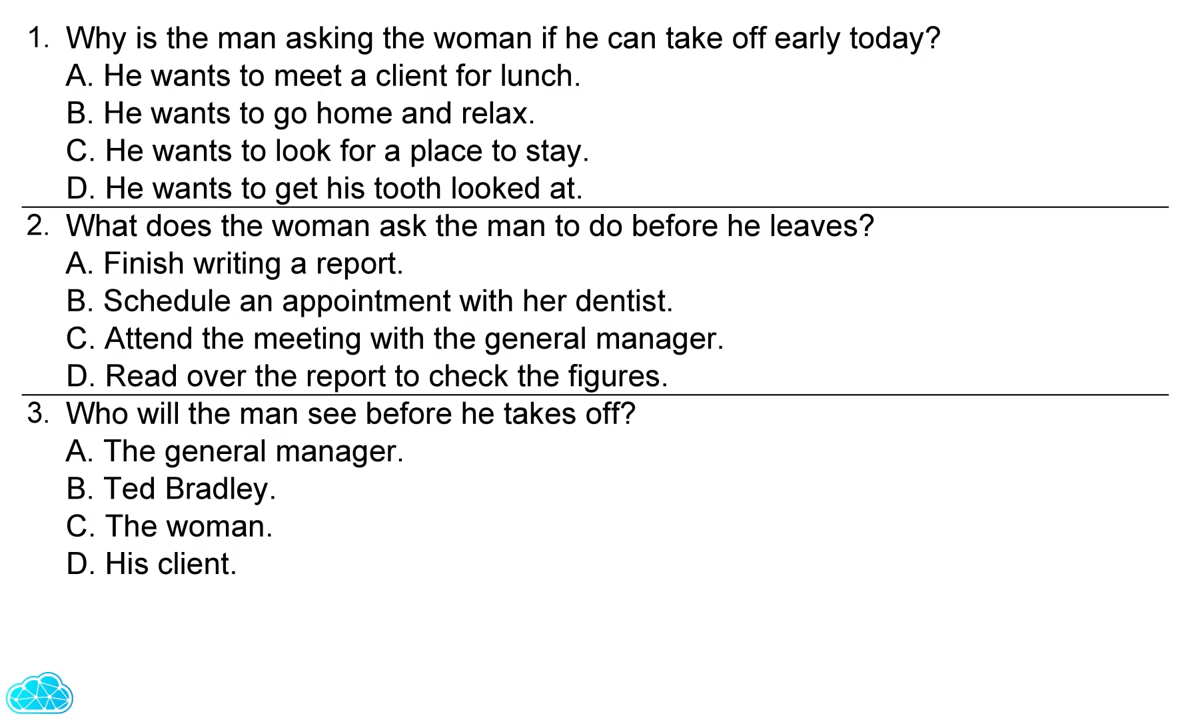 1. Why is the man asking the woman if he can take off early today?
A. He wants to meet a client for lunch.
B. He wants to go home and relax.
C. He wants to look for a place to stay.
D. He wants to get his tooth looked at.
2. What does the woman ask the man to do before he leaves?
A. Finish writing a report.
B. Schedule an appointment with her dentist.
C. Attend the meeting with the general manager.
D. Read over the report to check the figures.
3. Who will the man see before he takes off?
A. The general manager.
B. Ted Bradley.
C. The woman.
D. His client.